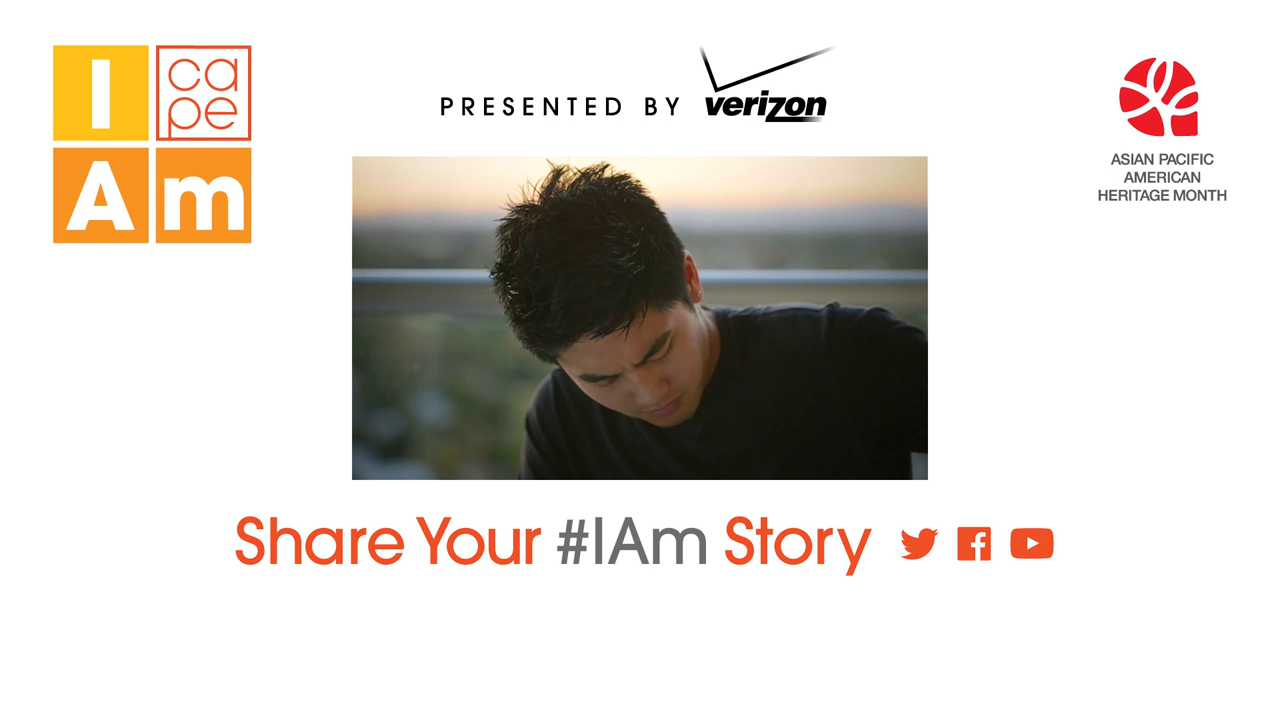 I
ca
pe
Am
PRESENTED BY
verizon
ASIAN PACIFIC
AMERICAN
HERITAGE MONTH
Share Your #IAm Story